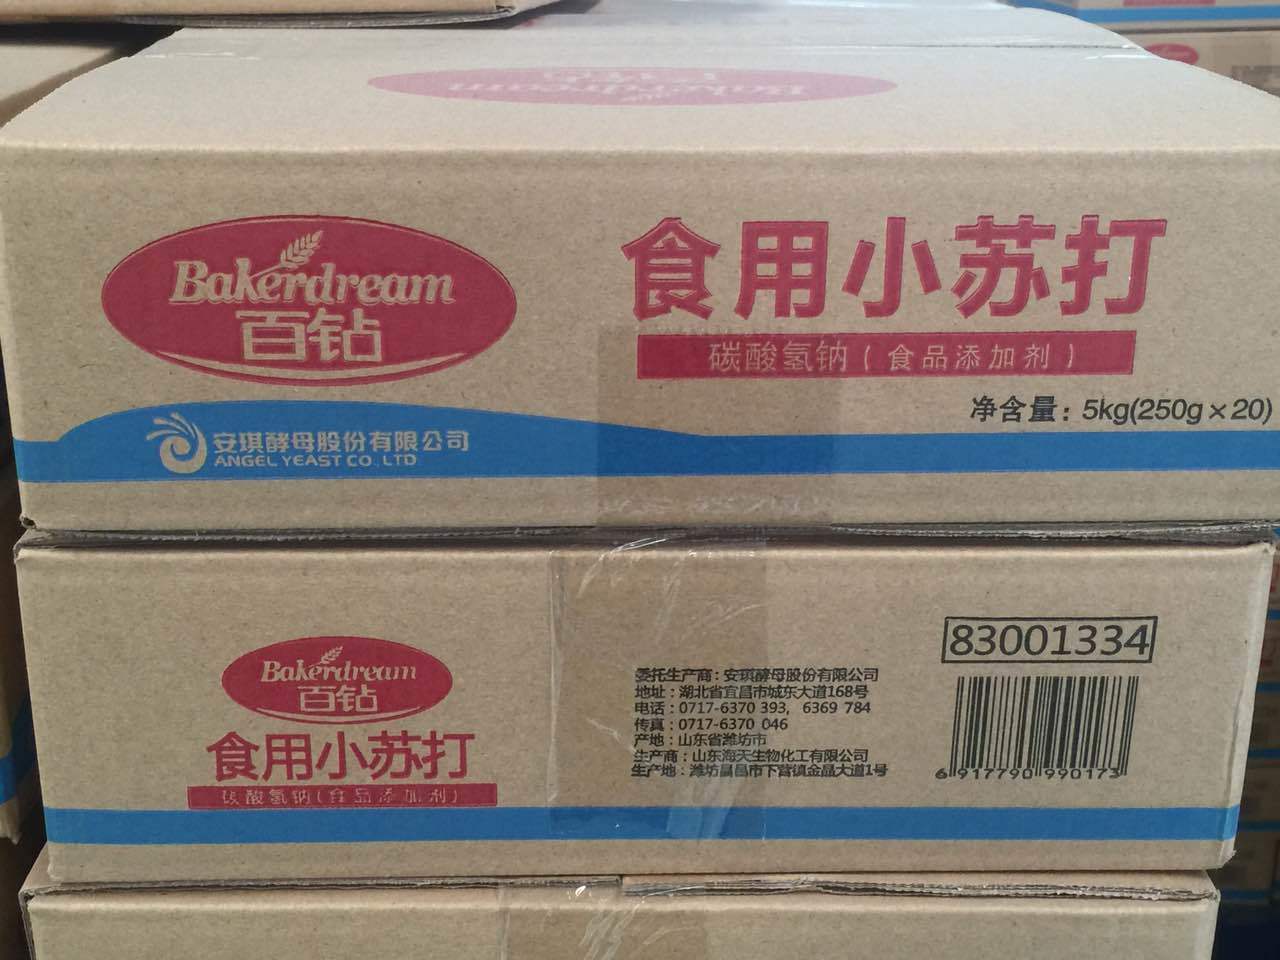 Bakerdream
Bakerdream
百钻
食用小苏打
碳酸氢钠（食品添加剂）
净含量：5kg(250g×20)
安琪酵母股份有限公司
ANGEL YEAST CO.,LTD
Bakerdream
百钻
食用小苏打
碳酸氢钠（食品添加剂）
委托生产商：安琪酵母股份有限公司
地址：湖北省宜昌市城东大道168号
电话：0717-6370 393，6369 784
传真：0717-6370 046
产地：山东省潍坊市
生产商：山东海天生物化工有限公司
生产地：潍坊昌昌市下营镇金晶大道1号
83001334
6 917790 990173